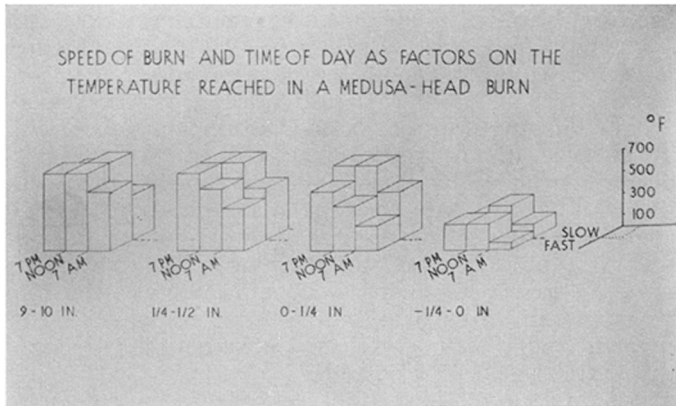 SPEED OF BURN AND TIME OF DAY AS FACTORS ON THE
TEMPERATURE REACHED IN A MEDUSA-HEAD BURN
°F
700
500
300
100
SLOW
FAST
7 PM
NOON
7 AM
7 PM
NOON
7 AM
7 PM
NOON
7 AM
7 PM
NOON
7 AM
9-10 IN.
1/4-1/2 IN.
0-1/4 IN.
-1/4-0 IN.